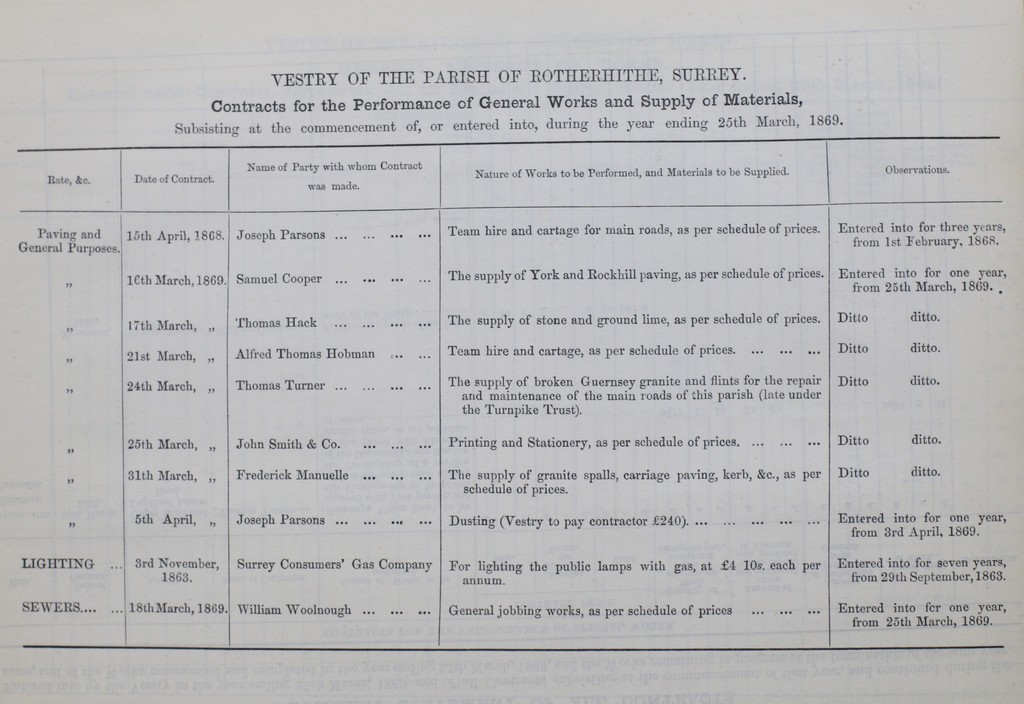 VESTRY OF THE PARISH OF ROTHERHITHE, SURREY.
Contracts for the Performance of General Works and Supply of Materials,
Subsisting at the commencement of, or entered into, during the year ending 25th March, 1869.
Rate, &c. Date of Contract. Name of Party with whom Contract was made. Nature of Works to be Performed, and Materials to be Supplied. Observations.
Paving and General Purposes. 15th April, 1868. Joseph Parsons ... ... ... ... Team hire and cartage for main roads, as per schedule of prices. Entered into for three years, from 1st February, 1868.
„ 16th March, 1869. Samuel Cooper ... ... ... ... The supply of York and Rockhill paving, as per schedule of prices. Entered into for one year, from 25th March, 1869.
„ 17th March, „ Thomas Hack ... ... ... ... The supply of stone and ground lime, as per schedule of prices. Ditto ditto.
„ 21st March, „ Alfred Thomas Hobman ... ... Team hire and cartage, as per schedule of prices. ... ... ... Ditto ditto.
„ 24th March, „ Thomas Turner ... ... ... ... The supply of broken Guernsey granite and flints for the repair and maintenance of the main roads of this parish (late under the Turnpike Trust). Ditto ditto.
„ 25th March, „ John Smith & Co. ... ... ... Printing and Stationery, as per schedule of prices. ... ... ... Ditto ditto.
„ 31th March, „ Frederick Manuelle ... ... ... The supply of granite spalls, carriage paving, kerb, &c., as per schedule of prices. Ditto ditto.
„ 5th April, „ Joseph Parsons ... ... ... ... Dusting (Vestry to pay contractor £240). ... ... ... ... ... Entered into for one year, from 3rd April, 1869.
LIGHTING ... 3rd November, 1863. Surrey Consumers' Gas Company For lighting the public lamps with gas, at £4 10s. each per annum. Entered into for seven years, from 29th September, 1863.
SEWERS.... ... 18th March, 1869. William Woolnough ... ... ... General jobbing works, as per schedule of prices ... ... ... Entered into for one year, from 25th March, 1869.